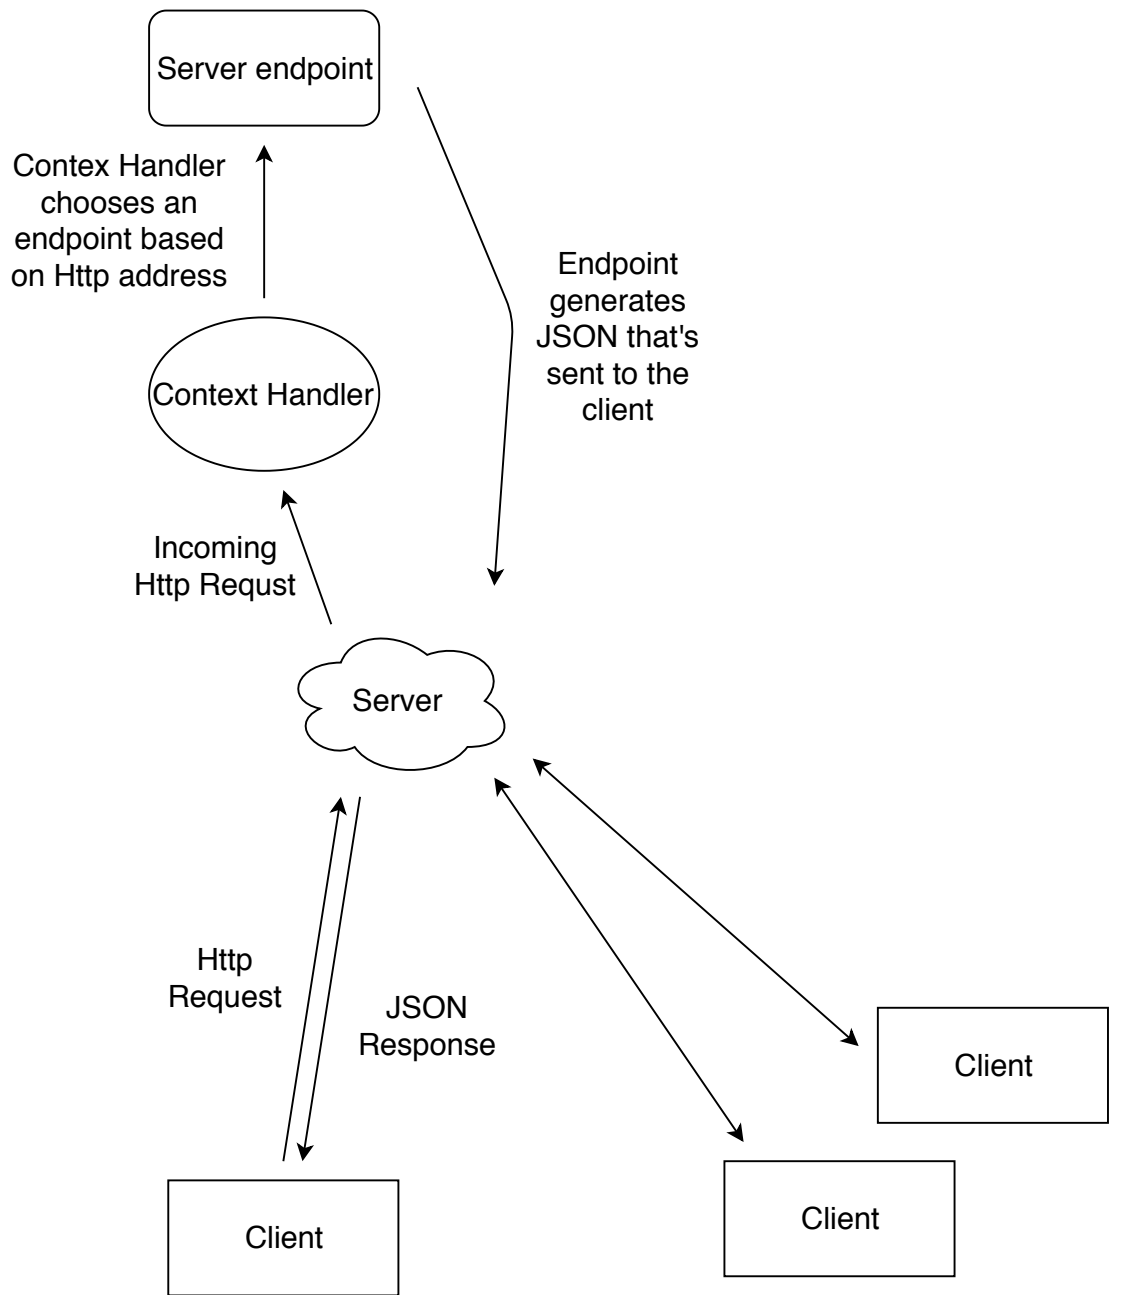 Server endpoint
Contex Handler
chooses an
endpoint based
on Http address
Endpoint
generates
JSON that's
sent to the
client
Context Handler
Incoming
Http Requst
Server
Http
Request
JSON
Response
Client
Client
Client